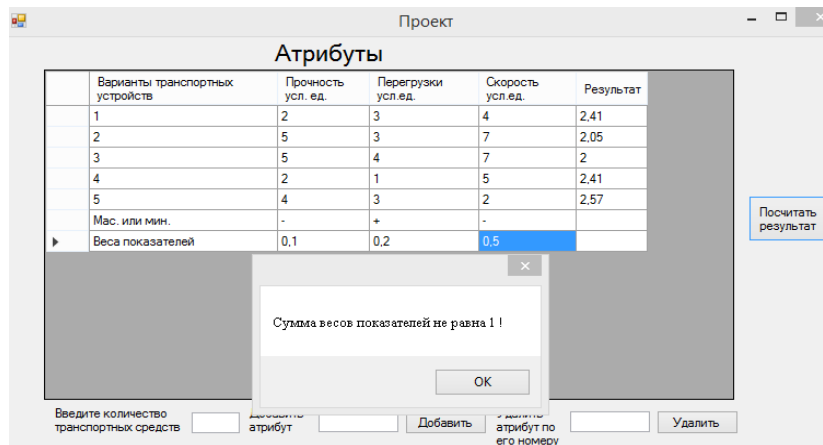 Проект
Атрибуты
Варианты транспортных устройств Прочность усл. ед. Перегрузки усл.ед. Скорость усл.ед. Результат
1 2 3 4 2,41
2 5 3 7 2,05
3 5 4 7 2
4 2 1 5 2,41
5 4 3 2 2,57
Мас. или мин. - + -
Веса показателей 0,1 0,2 0,5
Посчитать
результат
Сумма весов показателей не равна 1 !
OK
Введите количество
транспортных средств
Добавить
атрибут
Добавить
Удалить
атрибут по
его номеру
Удалить